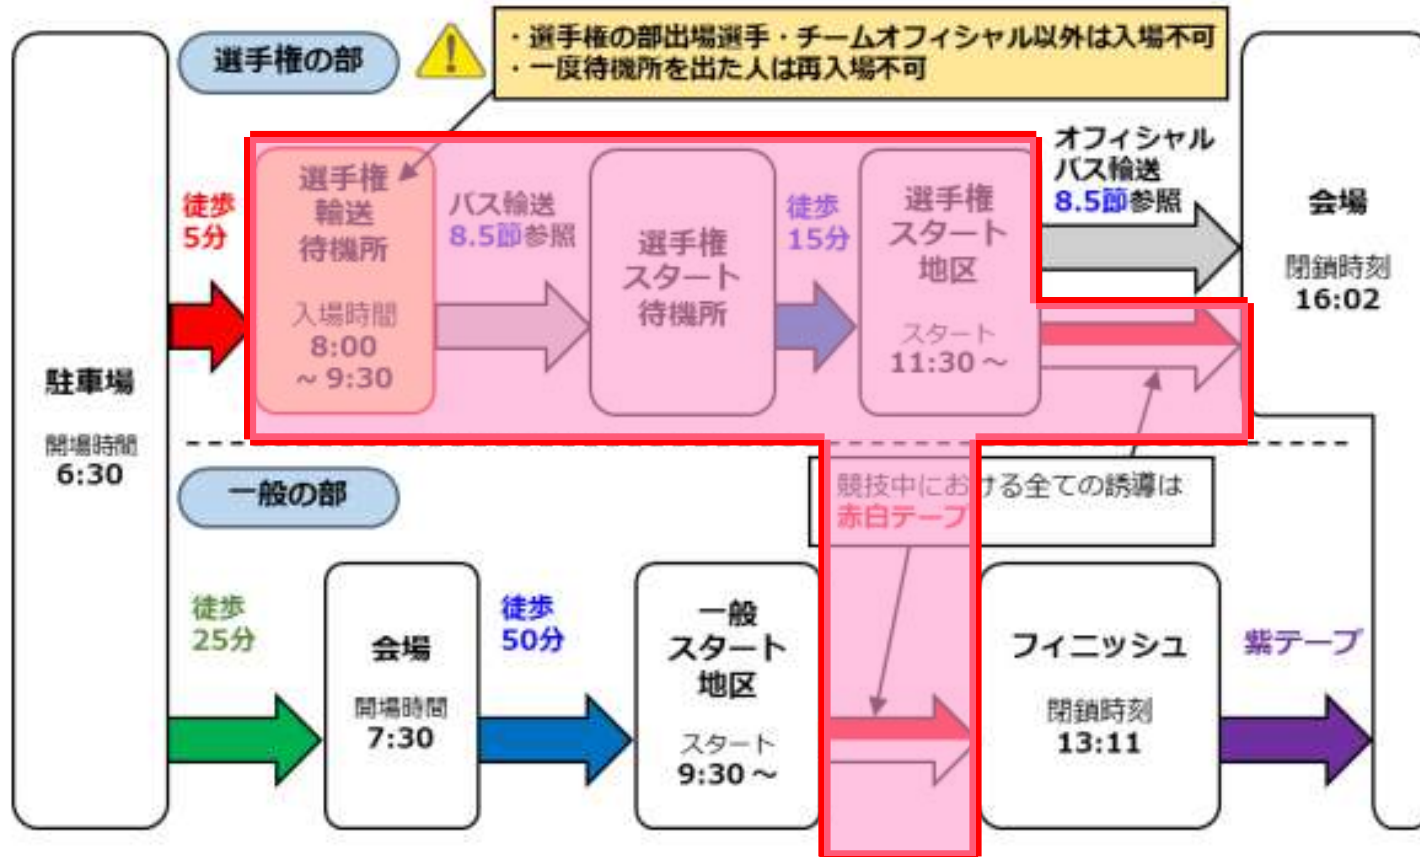 選手権の部
・選手権の部出場選手・チームオフィシャル以外は入場不可
・一度待機所を出た人は再入場不可
駐車場
開場時間
6:30
徒歩
5分
選手権
輸送
待機所
入場時間
8:00
~ 9:30
バス輸送
8.5節参照
選手権
スタート
待機所
徒歩
15分
選手権
スタート
地区
スタート
11:30 ~
オフィシャル
バス輸送
8.5節参照
会場
閉鎖時刻
16:02
一般の部
競技中における全ての誘導は
赤白テープ
徒歩
25分
会場
開場時間
7:30
徒歩
50分
一般
スタート
地区
スタート
9:30 ~
フィニッシュ
閉鎖時刻
13:11
紫テープ